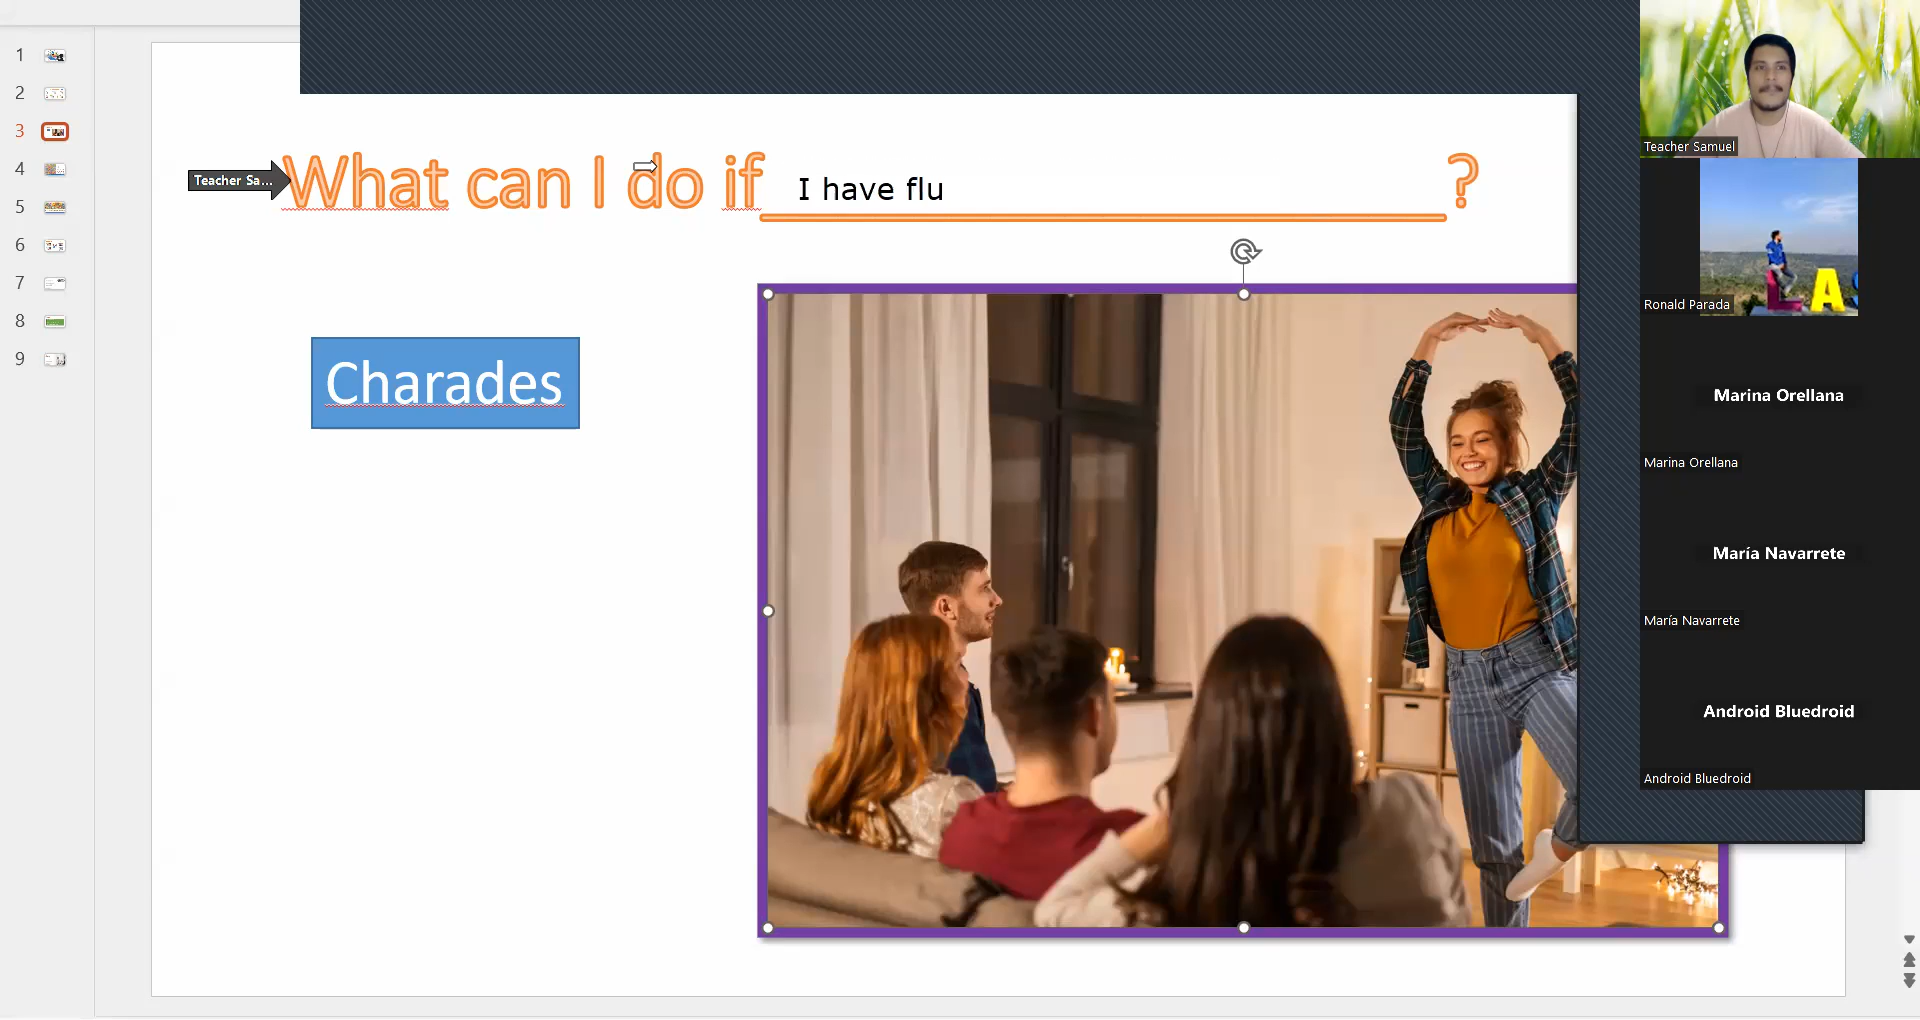 1
2
3
4
5
6
7
8
9
Teacher Sa...
What can I do if I have flu ?
Charades
Teacher Samuel
LA
Ronald Parada
Marina Orellana
Marina Orellana
María Navarrete
María Navarrete
Android Bluedroid
Android Bluedroid